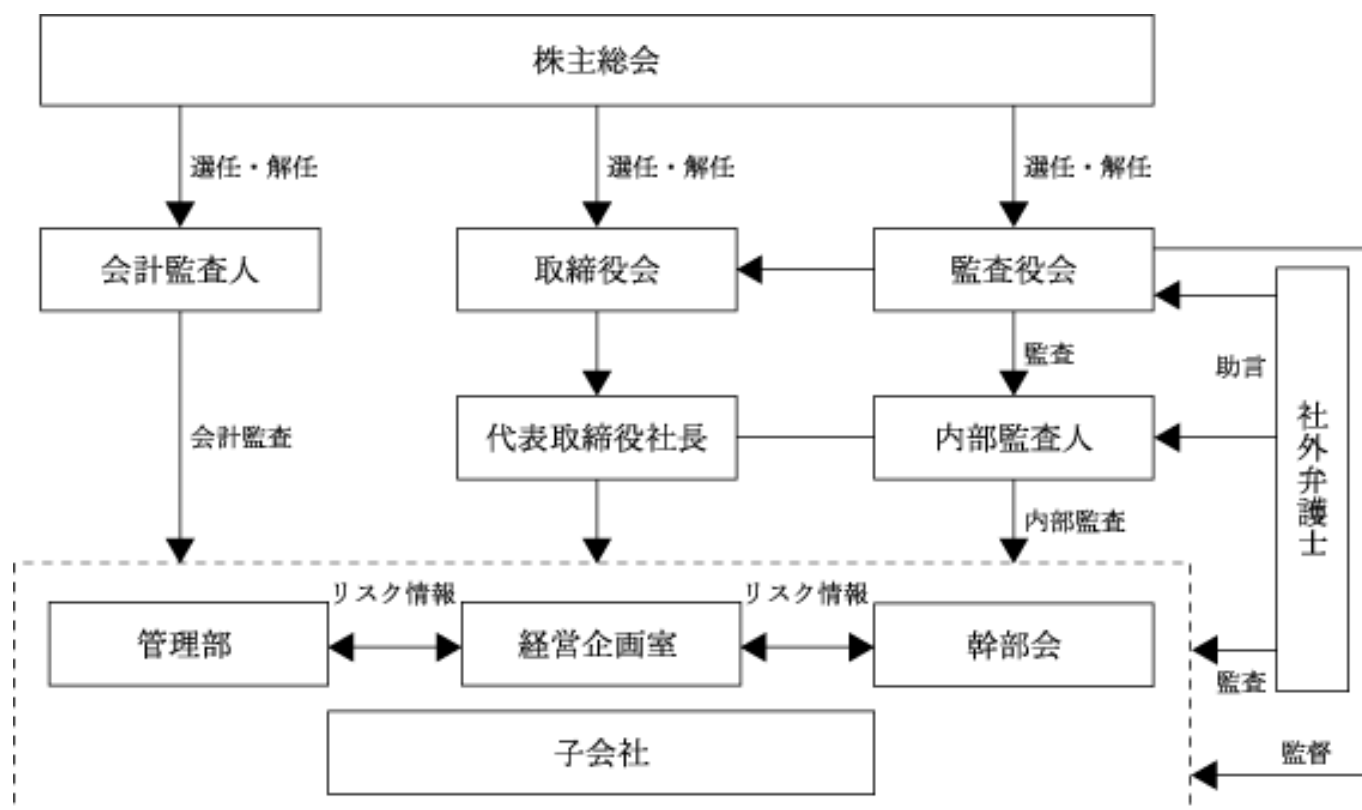 株主総会
選任・解任
選任・解任
選任・解任
会計監査人
取締役会
監査役会
監査
助言
社外弁護士
会計監査
代表取締役社長
内部監査人
内部監査
リスク情報
リスク情報
管理部
経営企画室
幹部会
監査
子会社
監督